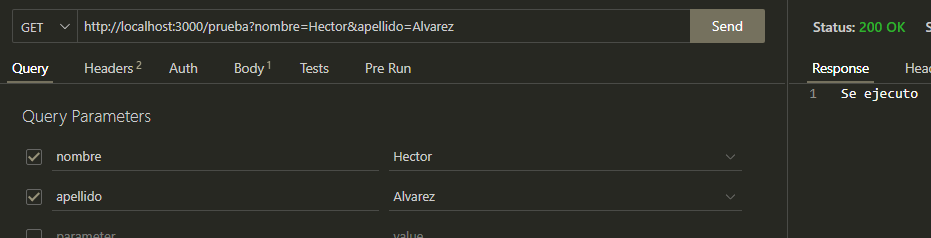 GET http://localhost:3000/prueba?nombre=Hector&apellido=Alvarez Send Status: 200 OK
Query Headers 2 Auth Body 1 Tests Pre Run Response
Query Parameters 1 Se ejecuto
nombre Hector
apellido Alvarez
parameter value